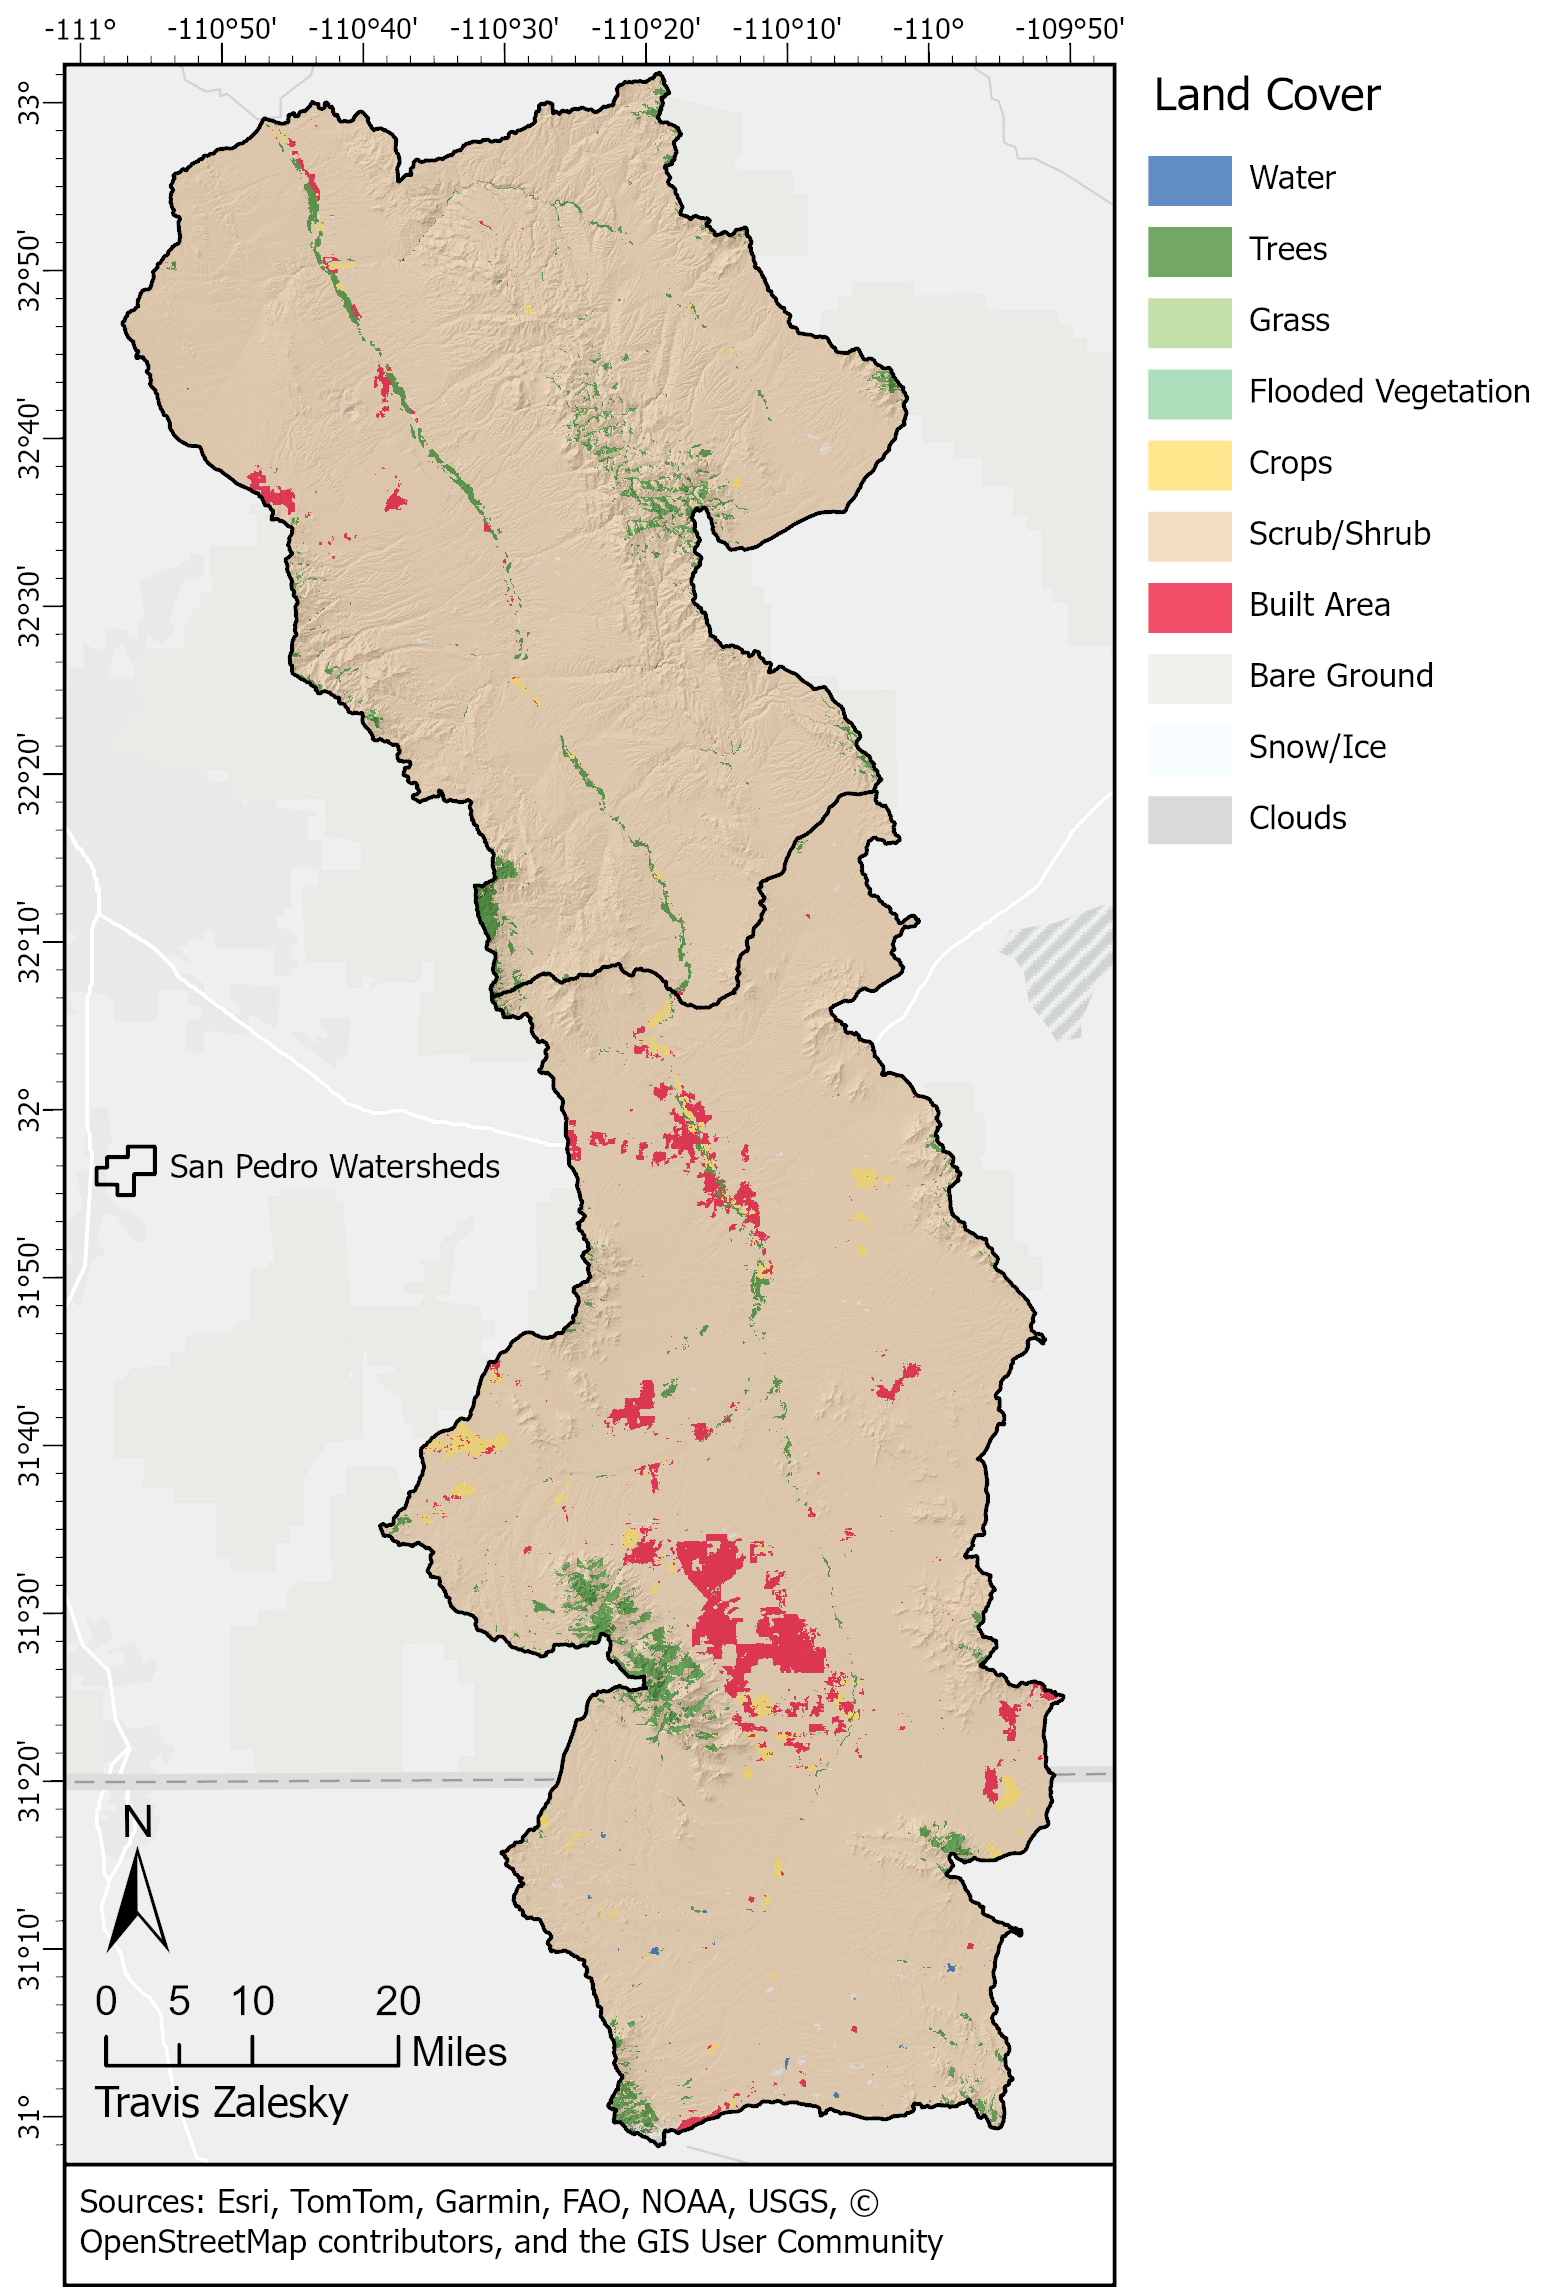 -111° -110°50' -110°40' -110°30' -110°20' -110°10' -110° -109°50'
33°
32°50'
32°40'
32°30'
32°20'
32°10'
32°
31°50'
31°40'
31°30'
31°20'
31°10'
31°
Land Cover
Water
Trees
Grass
Flooded Vegetation
Crops
Scrub/Shrub
Built Area
Bare Ground
Snow/Ice
Clouds
San Pedro Watersheds
N
0 5 10 20
Miles
Travis Zalesky
Sources: Esri, TomTom, Garmin, FAO, NOAA, USGS, ©
OpenStreetMap contributors, and the GIS User Community